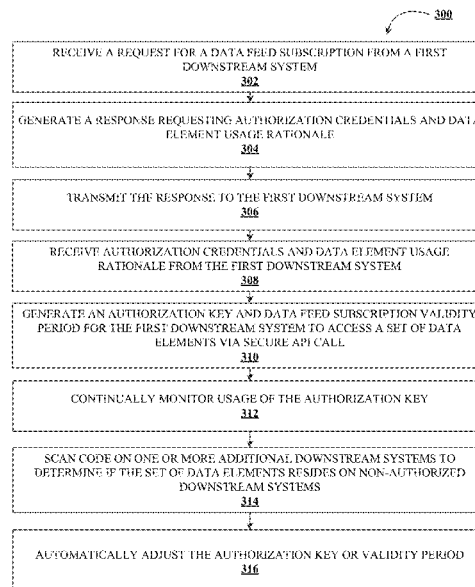 300
RECEIVE A REQUEST FOR A DATA FEED SUBSCRIPTION FROM A FIRST
DOWNSTREAM SYSTEM
302
GENERATE A RESPONSE REQUESTING AUTHORIZATION CREDENTIALS AND DATA
ELEMENT USAGE RATIONALE
304
TRANSMIT THE RESPONSE TO THE FIRST DOWNSTREAM SYSTEM
306
RECEIVE AUTHORIZATION CREDENTIALS AND DATA ELEMENT USAGE
RATIONALE FROM THE FIRST DOWNSTREAM SYSTEM
308
GENERATE AN AUTHORIZATION KEY AND DATA FEED SUBSCRIPTION VALIDITY
PERIOD FOR THE FIRST DOWNSTREAM SYSTEM TO ACCESS A SET OF DATA
ELEMENTS VIA SECURE API CALL
310
CONTINUALLY MONITOR USAGE OF THE AUTHORIZATION KEY
312
SCAN CODE ON ONE OR MORE ADDITIONAL DOWNSTREAM SYSTEMS TO
DETERMINE IF THE SET OF DATA ELEMENTS RESIDES ON NON-AUTHORIZED
DOWNSTREAM SYSTEMS
314
AUTOMATICALLY ADJUST THE AUTHORIZATION KEY OR VALIDITY PERIOD
316